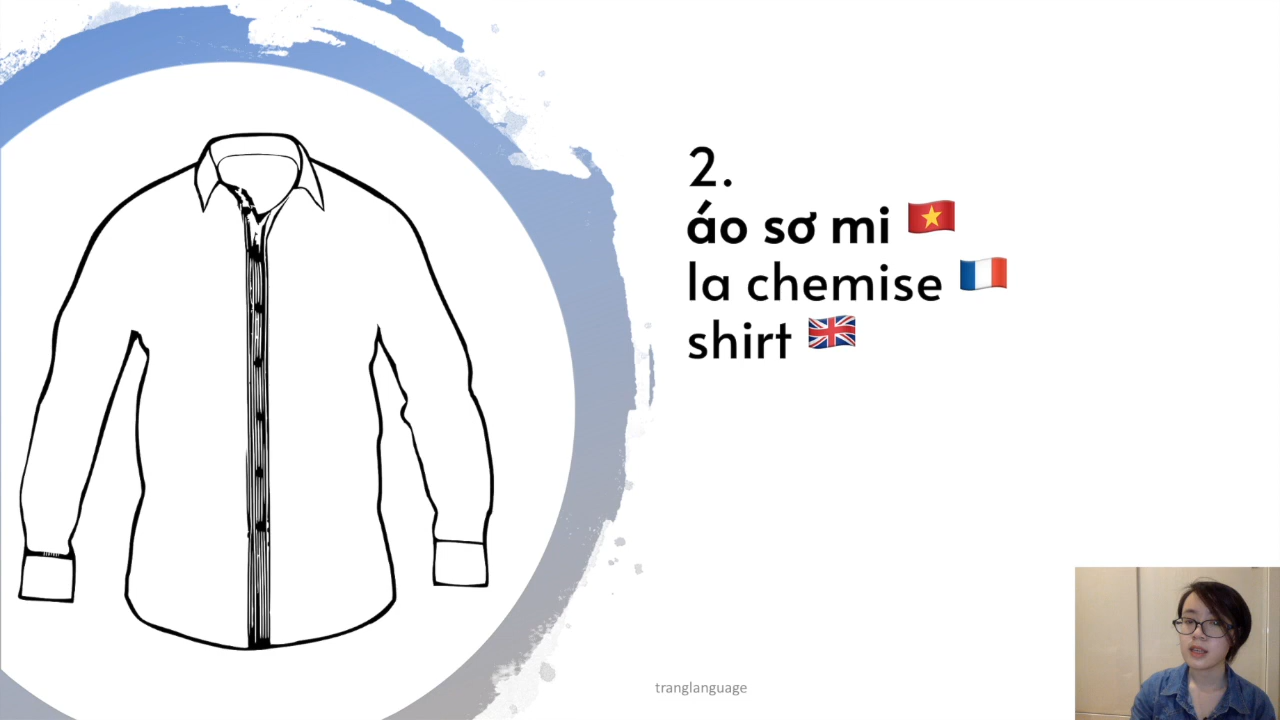 2.
áo sơ mi 🇻🇳
la chemise 🇫🇷
shirt 🇬🇧
tranglanguage